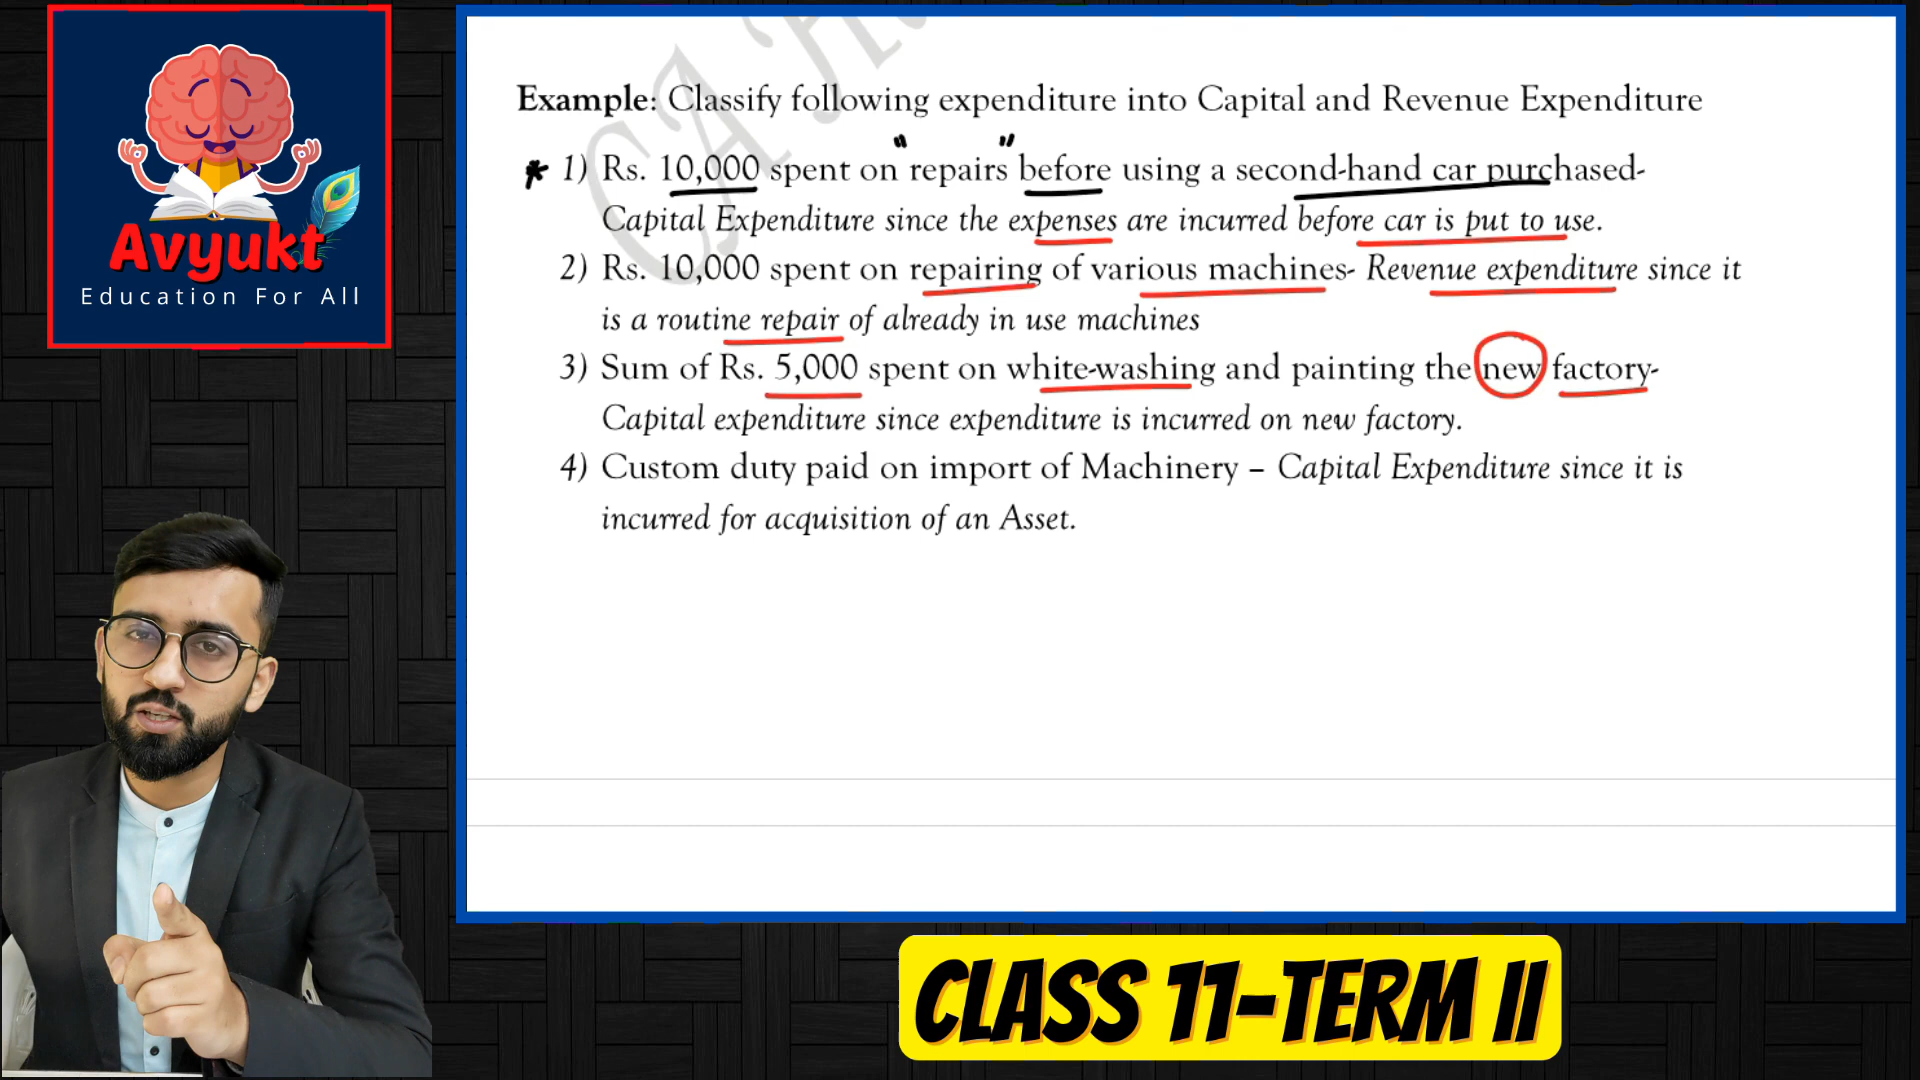 Avyukt
Education For All
CA
Example: Classify following expenditure into Capital and Revenue Expenditure
1) Rs. 10,000 spent on "repairs" before using a second-hand car purchased-
Capital Expenditure since the expenses are incurred before car is put to use.
2) Rs. 10,000 spent on repairing of various machines- Revenue expenditure since it
is a routine repair of already in use machines
3) Sum of Rs. 5,000 spent on white-washing and painting the new factory-
Capital expenditure since expenditure is incurred on new factory.
4) Custom duty paid on import of Machinery – Capital Expenditure since it is
incurred for acquisition of an Asset.
CLASS 11-TERM II